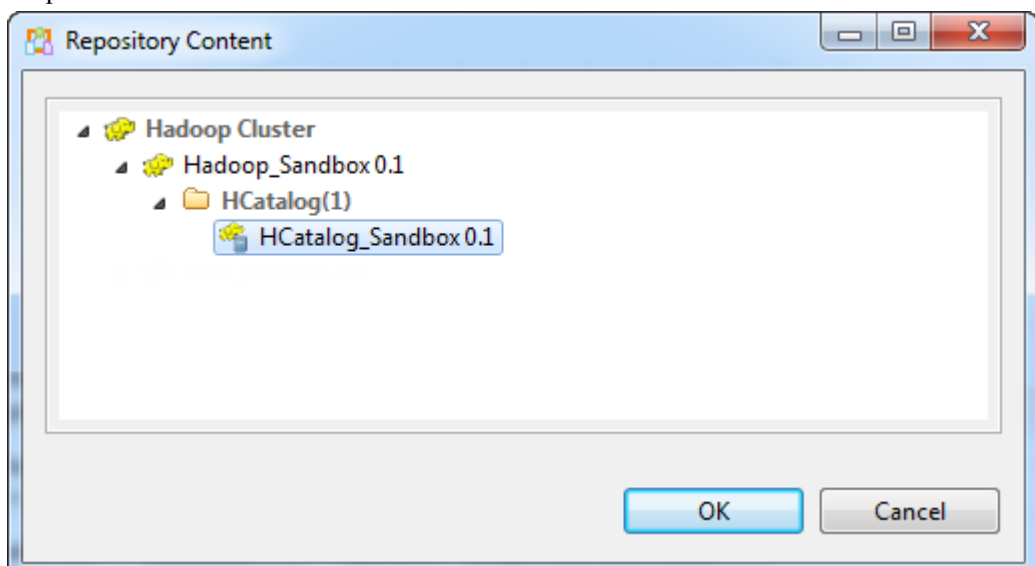 Repository Content
Hadoop Cluster
Hadoop_Sandbox 0.1
HCatalog(1)
HCatalog_Sandbox 0.1
OK
Cancel